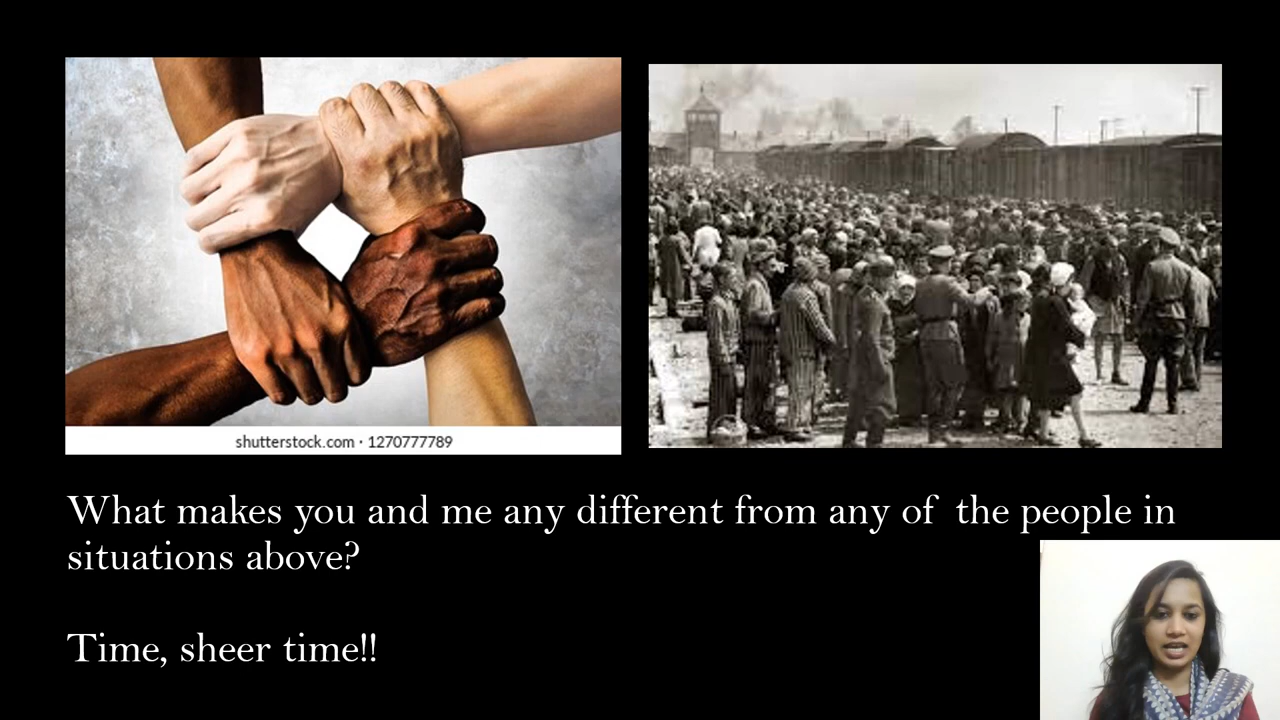 shutterstock.com · 1270777789
What makes you and me any different from any of the people in
situations above?
Time, sheer time!!